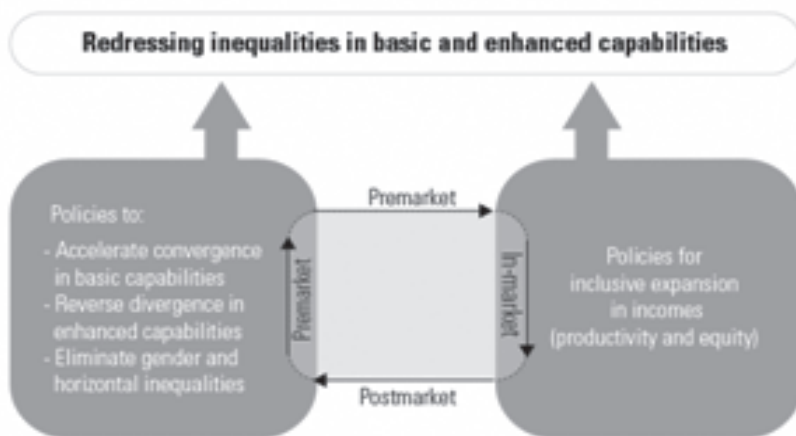 Redressing inequalities in basic and enhanced capabilities
Policies to:
- Accelerate convergence
in basic capabilities
- Reverse divergence in
enhanced capabilities
- Eliminate gender and
horizontal inequalities
Premarket
Premarket
In-market
Postmarket
Policies for
inclusive expansion
in incomes
(productivity and equity)